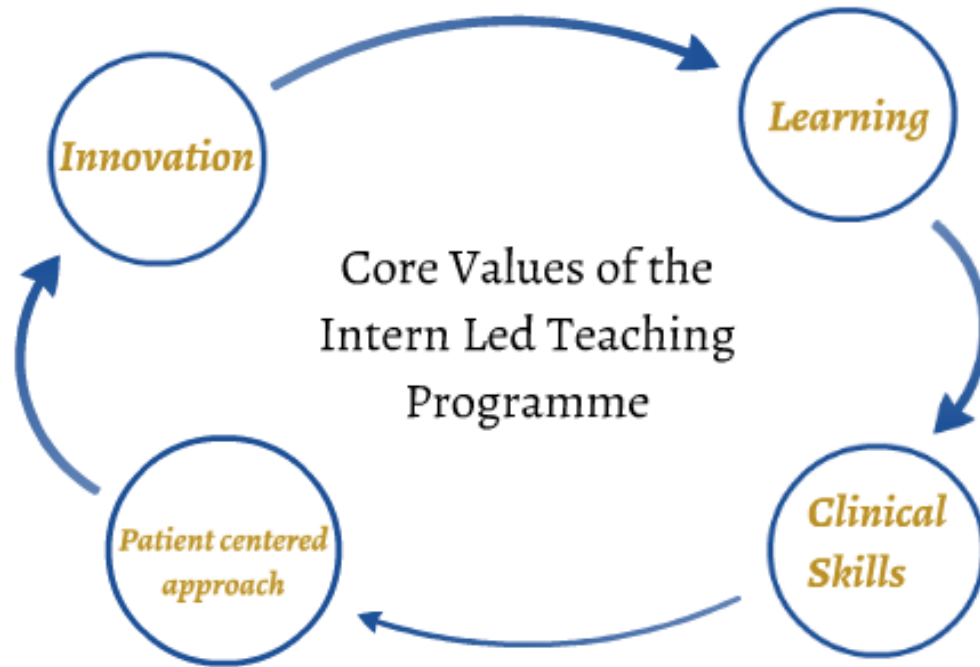 Innovation
Learning
Core Values of the
Intern Led Teaching
Programme
Patient centered
approach
Clinical
Skills